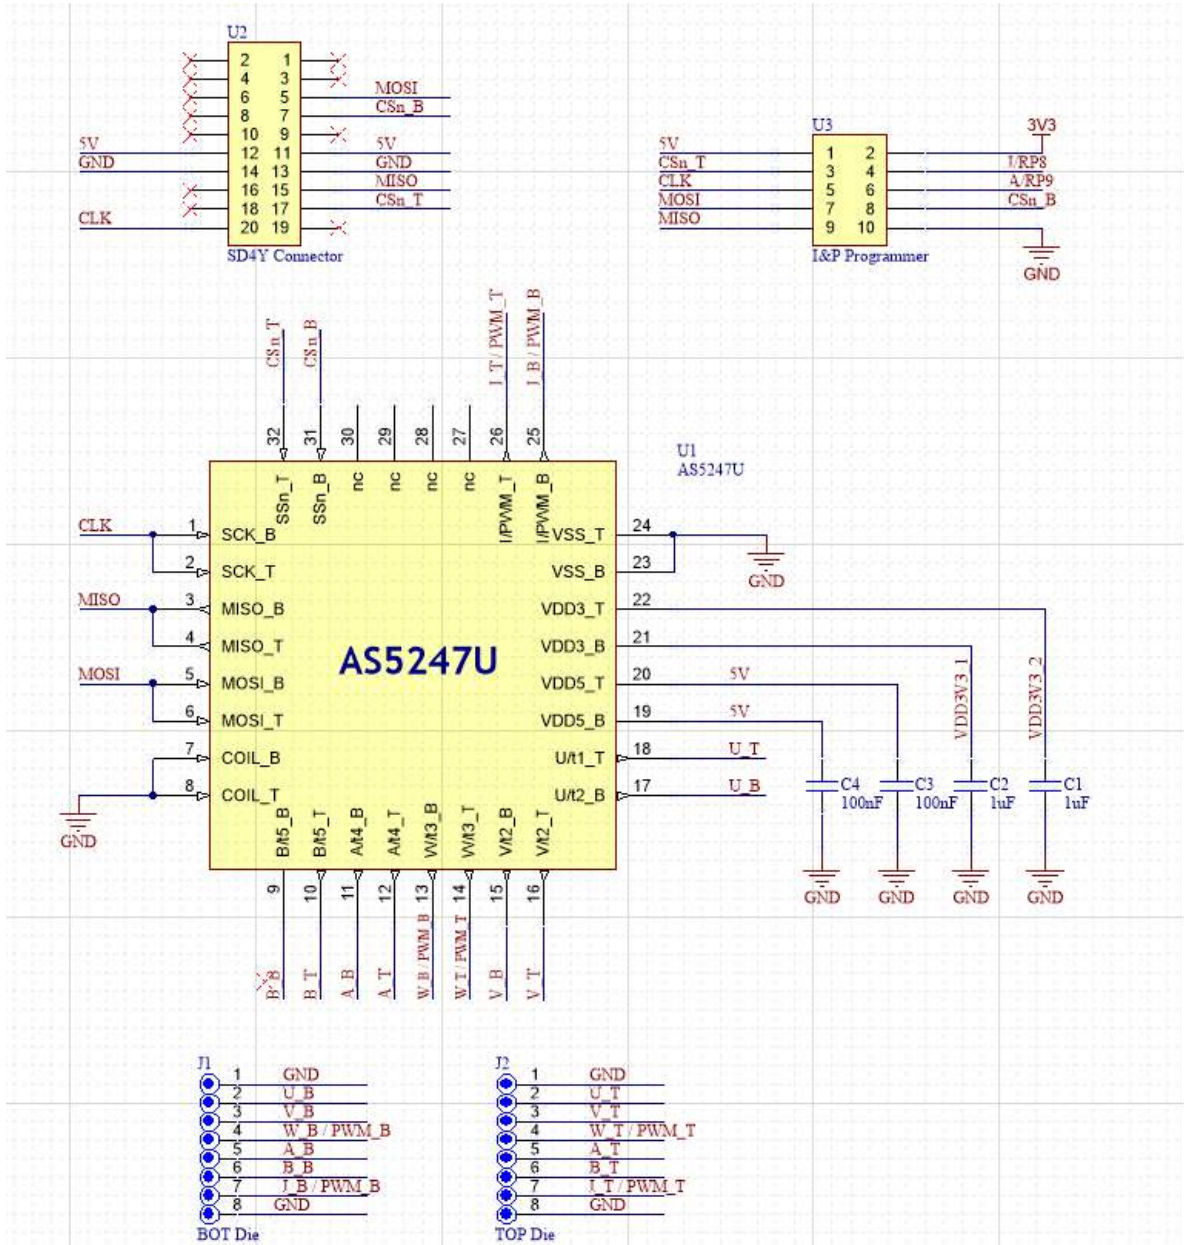 U2
2 1
4 3
6 5 MOSI
8 7 CSn_B
10 9
5V 12 11 5V
GND 14 13 GND
16 15 MISO
18 17 CSn_T
CLK 20 19
SD4Y Connector
U3
3V3
5V 1 2
CSn_T 3 4 I/RP8
CLK 5 6 A/RP9
MOSI 7 8 CSn_B
MISO 9 10
I&P Programmer
GND
CSn_T
CSn_B
I_T / PWM_T
I_B / PWM_B
32 31 30 29 28 27 26 25
SSn_T
SSn_B
nc
nc
nc
nc
I/PWM_T
I/PWM_B
U1
AS5247U
CLK 1 SCK_B
2 SCK_T
MISO 3 MISO_B
4 MISO_T
MOSI 5 MOSI_B
6 MOSI_T
7 COIL_B
8 COIL_T
GND
AS5247U
VSS_T 24
GND
VSS_B 23
VDD3_T 22
VDD3_B 21
VDD5_T 20 5V
VDD5_B 19 5V
U/t1_T 18 U_T
U/t2_B 17 U_B
VDD3V3_1
VDD3V3_2
C4
100nF
C3
100nF
C2
1uF
C1
1uF
GND GND GND GND
B/t5_B
B/t5_T
A/t4_B
A/t4_T
W/t3_B
W/t3_T
V/t2_B
V/t2_T
9 10 11 12 13 14 15 16
B_B
B_T
A_B
A_T
W_B / PWM_B
W_T / PWM_T
V_B
V_T
J1
1 GND
2 U_B
3 V_B
4 W_B / PWM_B
5 A_B
6 B_B
7 I_B / PWM_B
8 GND
BOT Die
J2
1 GND
2 U_T
3 V_T
4 W_T / PWM_T
5 A_T
6 B_T
7 I_T / PWM_T
8 GND
TOP Die